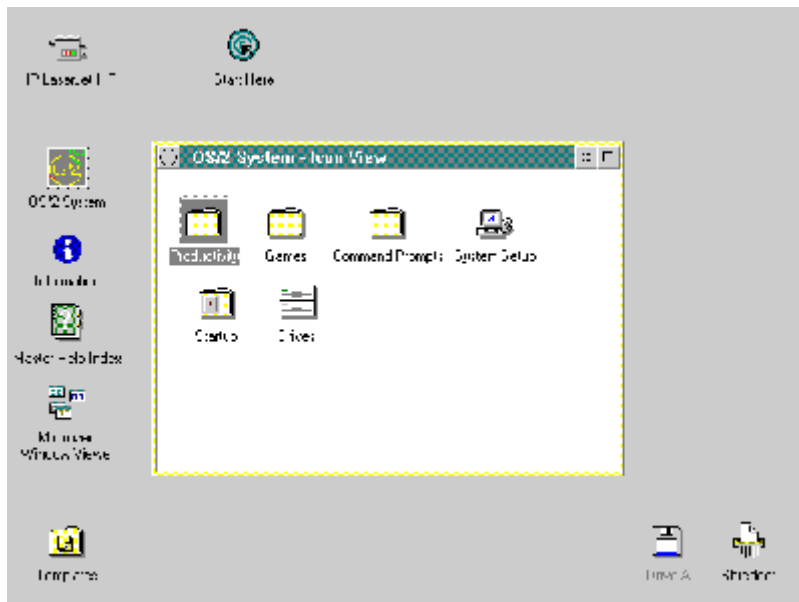 Start Here
OS/2 System - Icon View
OS/2 System
Productivity
Games
Command Prompts
System Setup
Information
Startup
Drives
Master Help Index
Minimized
Window Viewer
Templates
Drive A
Shredder